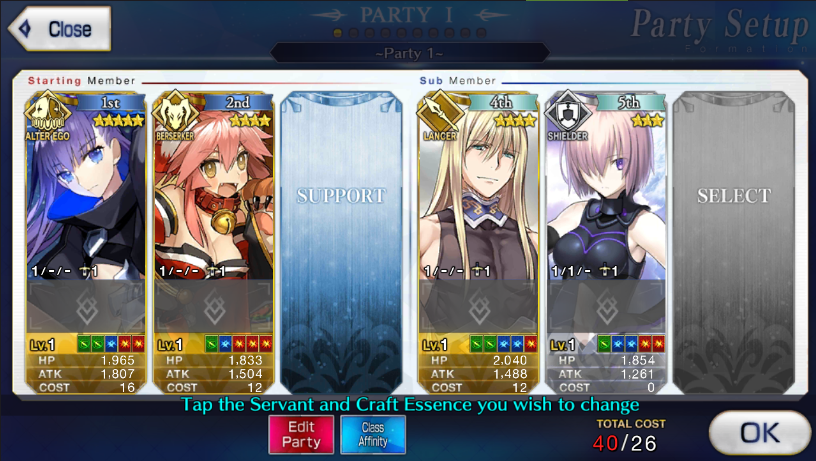 Close
PARTY I
~Party 1~
Party Setup
Formation
Starting Member
Sub Member
1st
2nd
4th
5th
ALTER EGO
BERSERKER
LANCER
SHIELDER
SUPPORT
SELECT
1/-/- 1
1/-/- 1
1/-/- 1
1/1/- 1
Lv.1
Lv.1
Lv.1
Lv.1
HP 1,965
HP 1,833
HP 2,040
HP 1,854
ATK 1,807
ATK 1,504
ATK 1,488
ATK 1,261
COST 16
COST 12
COST 12
COST 0
Tap the Servant and Craft Essence you wish to change
Edit
Party
Class
Affinity
TOTAL COST
40/26
OK